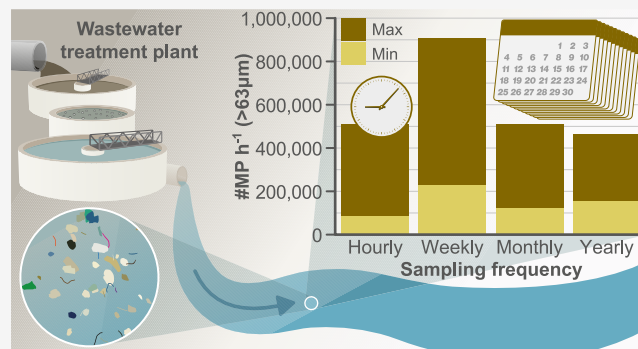 Wastewater
treatment plant
#MP h⁻¹ (>63µm)
1,000,000
800,000
600,000
400,000
200,000
0
Max
Min
1 2 3
4 5 6 7 8 9 10
11 12 13 14 15 16 17
18 19 20 21 22 23 24
25 26 27 28 29 30
Hourly Weekly Monthly Yearly
Sampling frequency